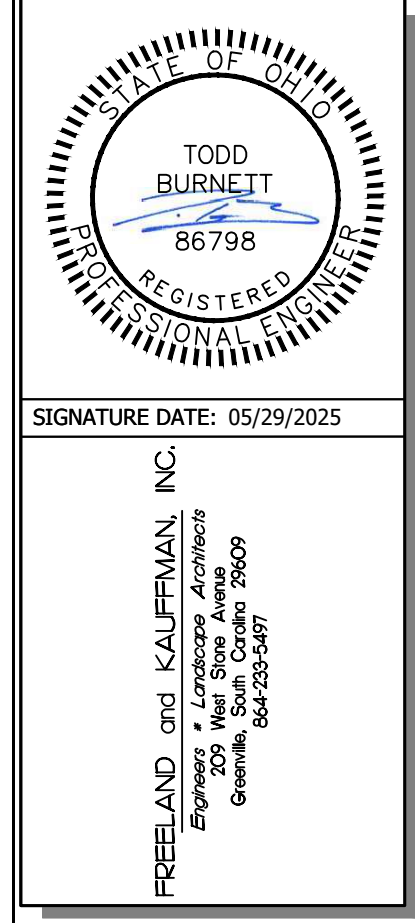 STATE OF OHIO
TODD
BURNETT
86798
REGISTERED
PROFESSIONAL ENGINEER
SIGNATURE DATE: 05/29/2025
FREELAND and KAUFFMAN, INC.
Engineers * Landscape Architects
209 West Stone Avenue
Greenville, South Carolina 29609
864-233-5497